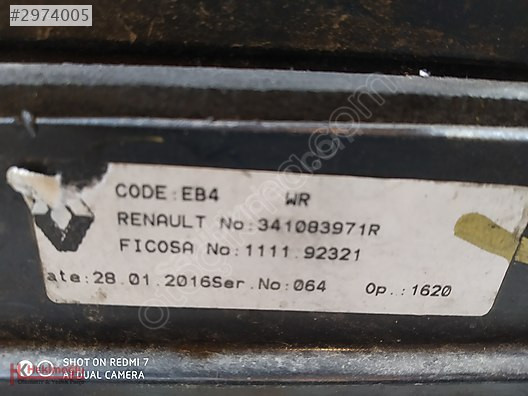 #2974005
CODE:EB4 WR
RENAULT No:341083971R
FICOSA No:1111.92321
ate:28.01.2016Ser.No:064 Op.:1620
SHOT ON REDMI 7
AI DUAL CAMERA